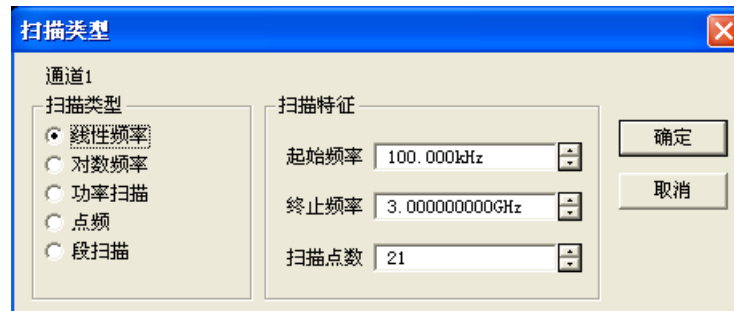 扫描类型
通道1
扫描类型
线性频率
对数频率
功率扫描
点频
段扫描
扫描特征
起始频率 100.000kHz
终止频率 3.000000000GHz
扫描点数 21
确定
取消